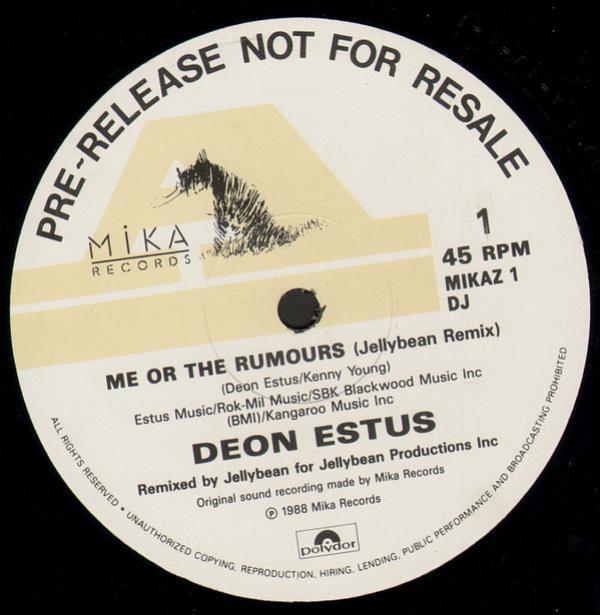 PRE-RELEASE NOT FOR RESALE
MiKA
RECORDS
1
45 RPM
MIKAZ 1
DJ
ME OR THE RUMOURS (Jellybean Remix)
(Deon Estus/Kenny Young)
Estus Music/Rok-Mil Music/SBK Blackwood Music Inc
(BMI)/Kangaroo Music Inc
DEON ESTUS
Remixed by Jellybean for Jellybean Productions Inc
Original sound recording made by Mika Records
℗ 1988 Mika Records
polydor
ALL RIGHTS RESERVED • UNAUTHORIZED COPYING, REPRODUCTION, HIRING, LENDING, PUBLIC PERFORMANCE AND BROADCASTING PROHIBITED